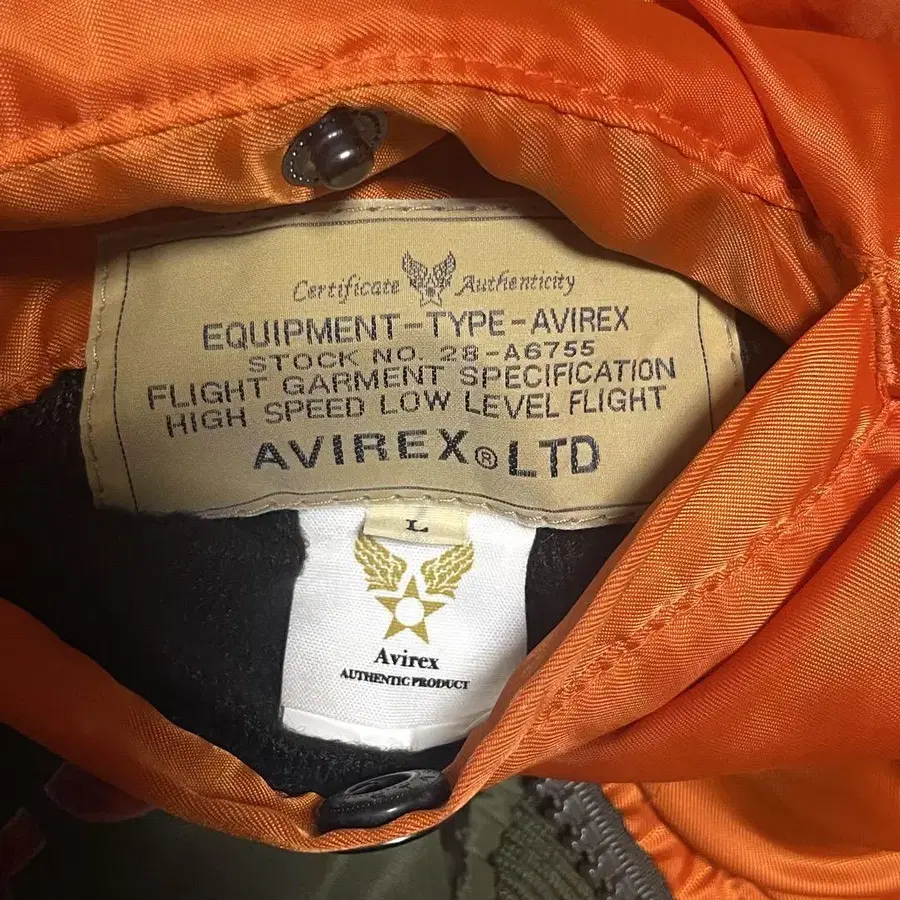 Certificate Authenticity
EQUIPMENT-TYPE-AVIREX
STOCK NO. 28-A6755
FLIGHT GARMENT SPECIFICATION
HIGH SPEED LOW LEVEL FLIGHT
AVIREX® LTD
L
Avirex
AUTHENTIC PRODUCT